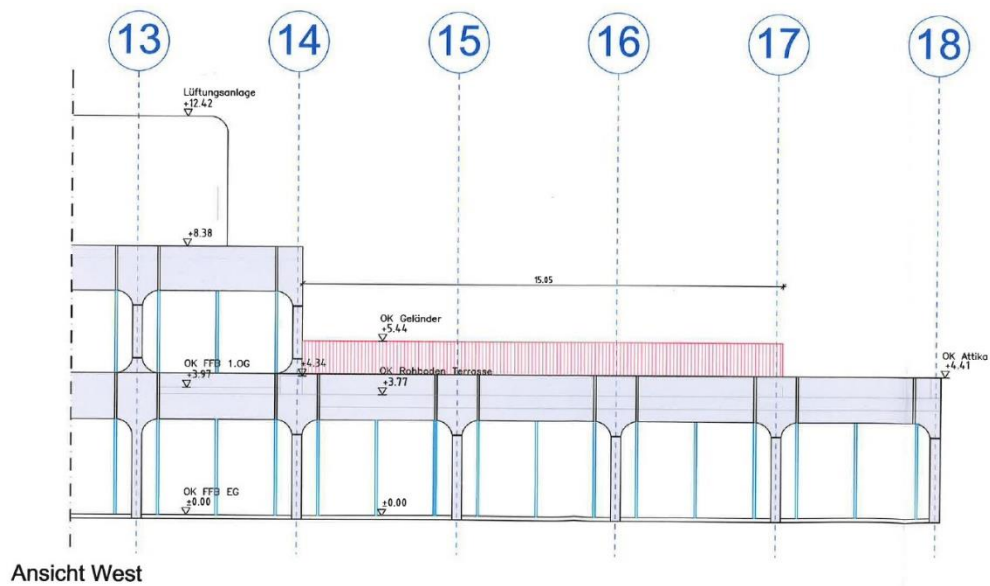 13 14 15 16 17 18
Lüftungsanlage
+12.42
+8.38
15.05
OK Geländer
+5.44
OK FFB 1.OG
+3.97
+4.34
OK Rohboden Terrasse
+3.77
OK Attika
+4.41
OK FFB EG
±0.00
±0.00
Ansicht West